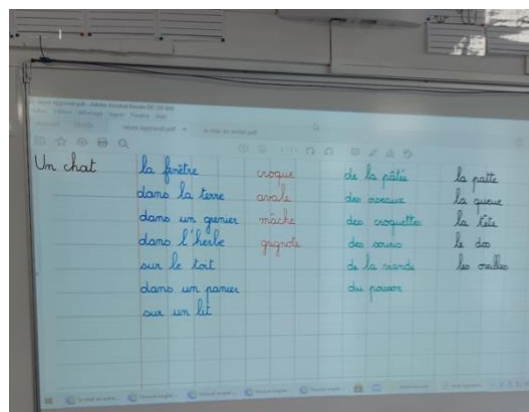 Un chat la fenêtre croque de la pâtée la patte
dans la terre avale des oiseaux la queue
dans un grenier mâche des croquettes la tête
dans l'herbe grignote des souris le dos
sur le toit de la viande les oreilles
dans un panier du poisson
sur un lit